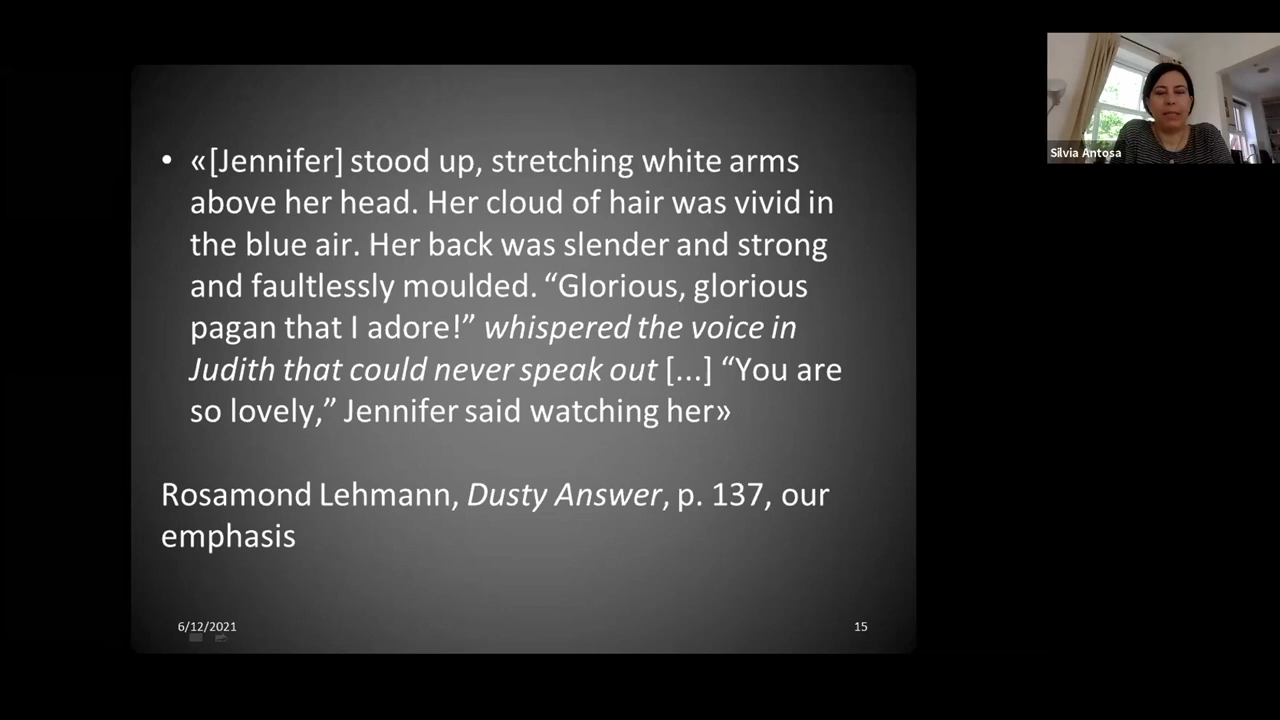 • «[Jennifer] stood up, stretching white arms
above her head. Her cloud of hair was vivid in
the blue air. Her back was slender and strong
and faultlessly moulded. “Glorious, glorious
pagan that I adore!” whispered the voice in
Judith that could never speak out [...] “You are
so lovely,” Jennifer said watching her»
Rosamond Lehmann, Dusty Answer, p. 137, our
emphasis
6/12/2021
15
Silvia Antosa